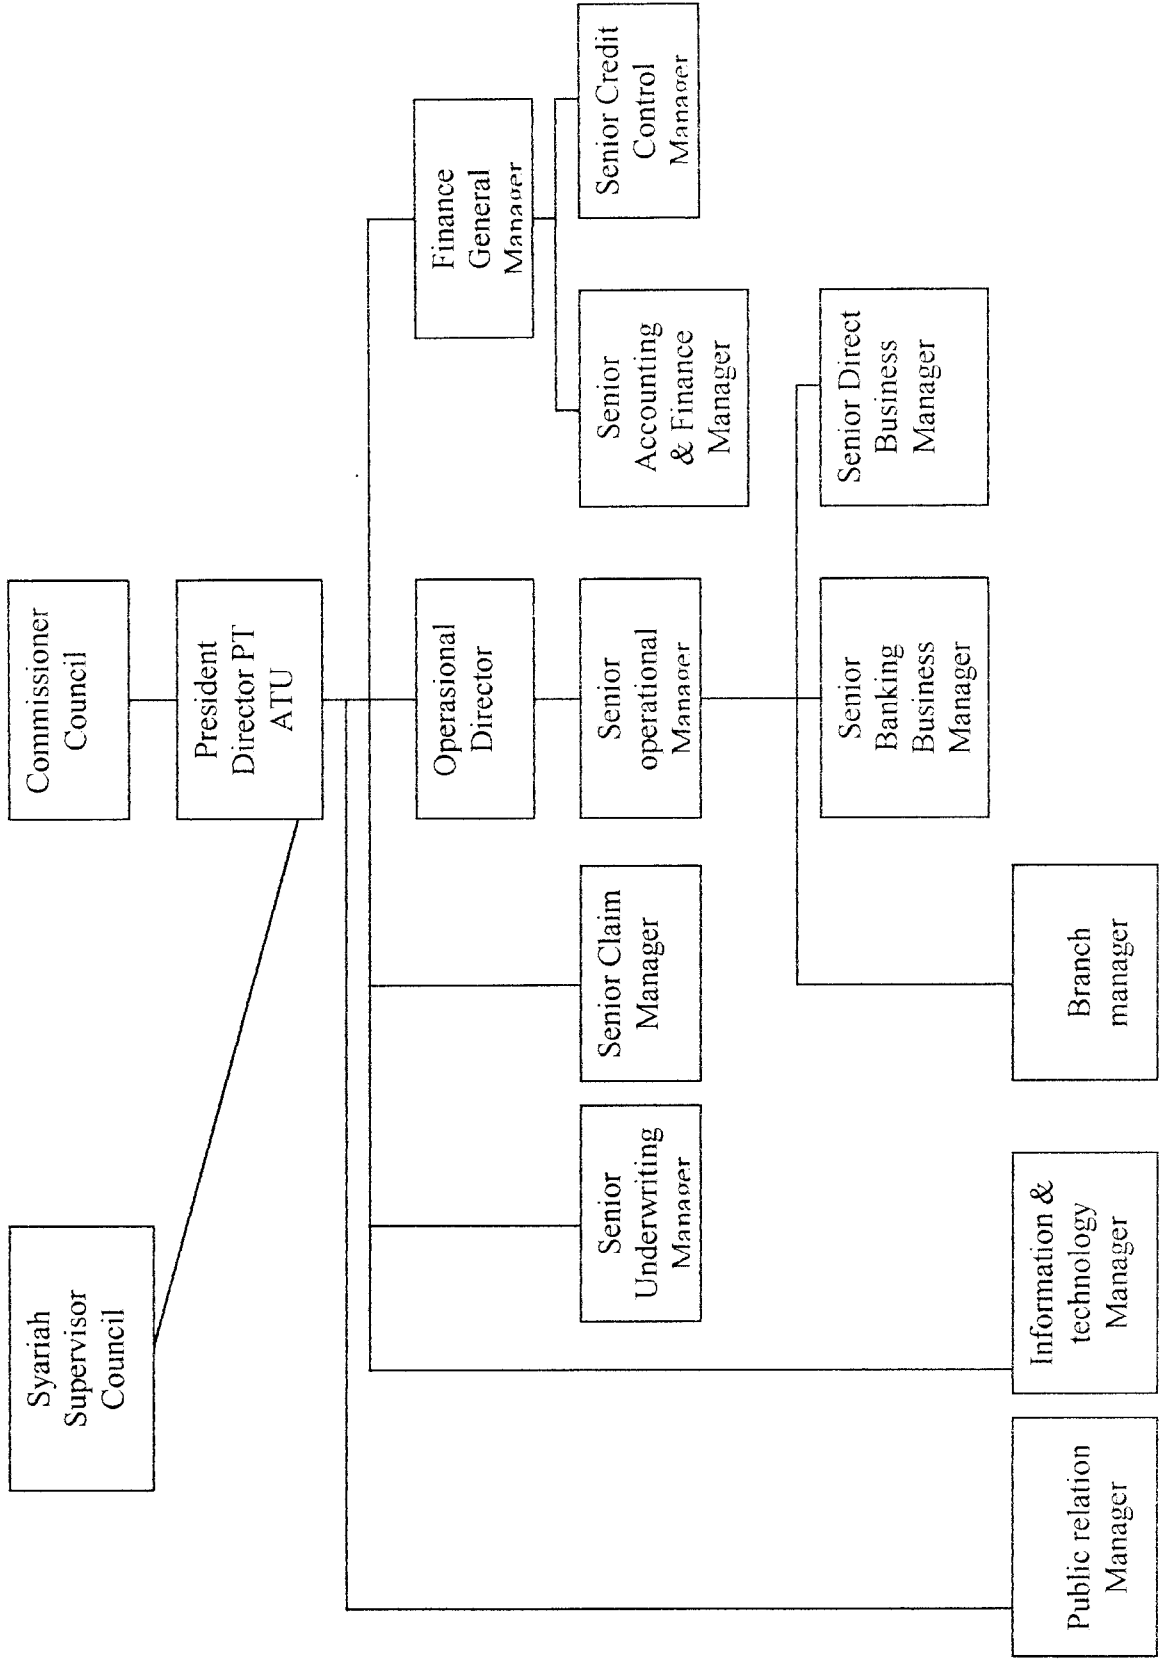 Syariah
Supervisor
Council
Commissioner
Council
President
Director PT
ATU
Operasional
Director
Finance
General
Manager
Senior
Underwriting
Manager
Senior Claim
Manager
Senior
operational
Manager
Senior
Accounting
& Finance
Manager
Senior Credit
Control
Manager
Senior
Banking
Business
Manager
Senior Direct
Business
Manager
Public relation
Manager
Information &
technology
Manager
Branch
manager